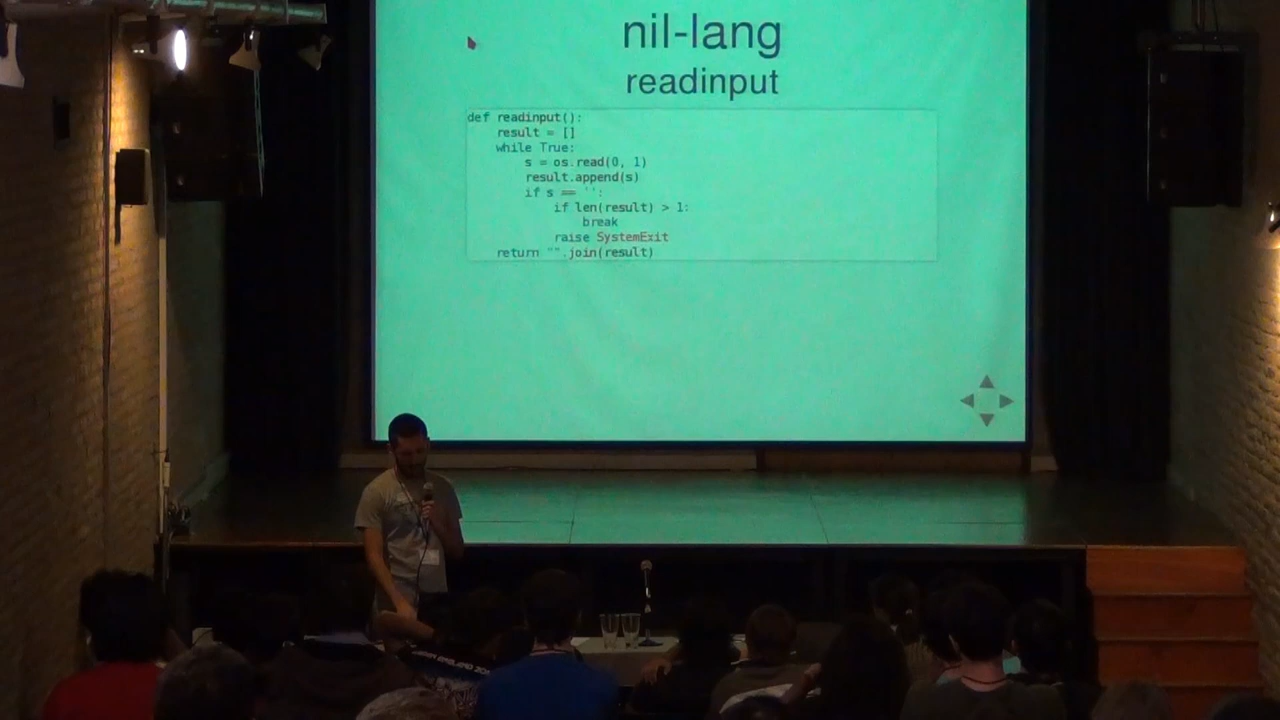 nil-lang
readinput
def readinput():
    result = []
    while True:
        s = os.read(0, 1)
        result.append(s)
        if s == '':
            if len(result) > 1:
                break
            raise SystemExit
    return "".join(result)